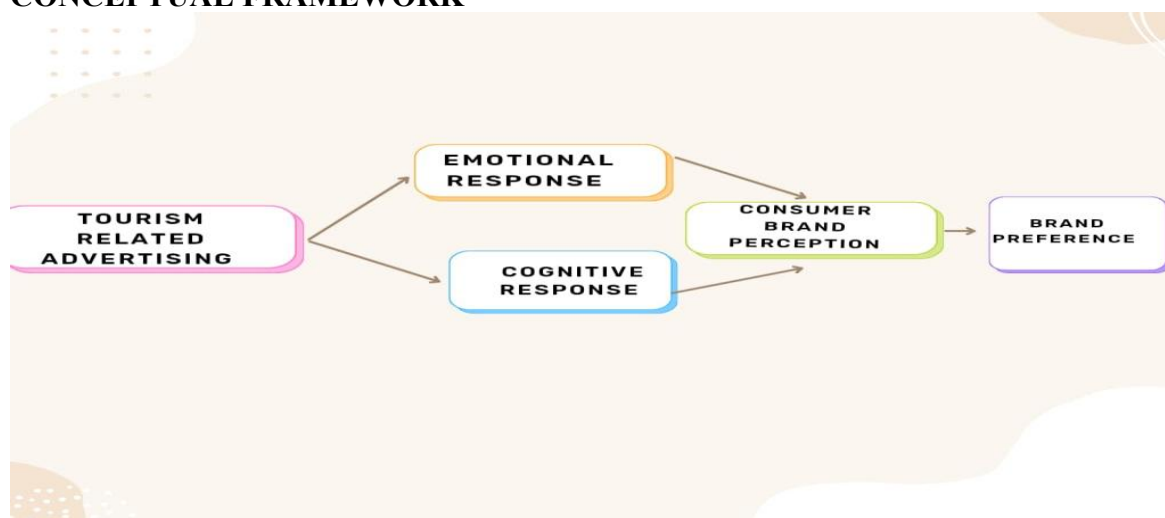 CONCEPTUAL FRAMEWORK
TOURISM
RELATED
ADVERTISING
EMOTIONAL
RESPONSE
COGNITIVE
RESPONSE
CONSUMER
BRAND
PERCEPTION
BRAND
PREFERENCE